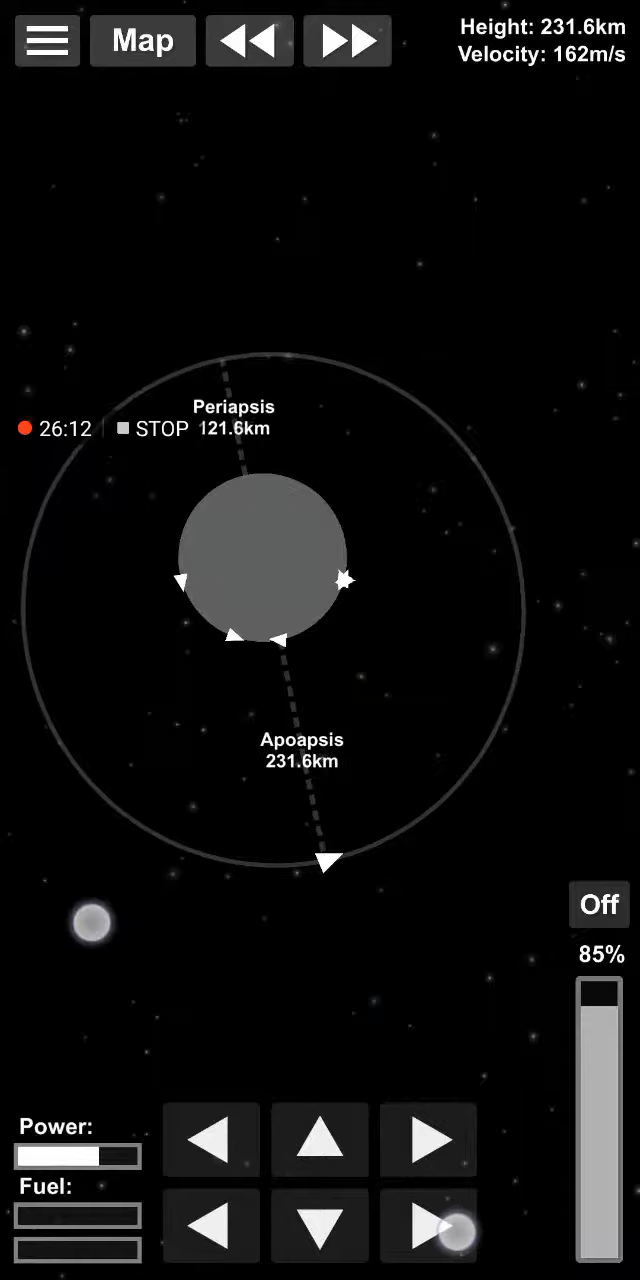 Map
Height: 231.6km
Velocity: 162m/s
Periapsis
26:12 STOP 121.6km
Apoapsis
231.6km
Off
85%
Power:
Fuel: